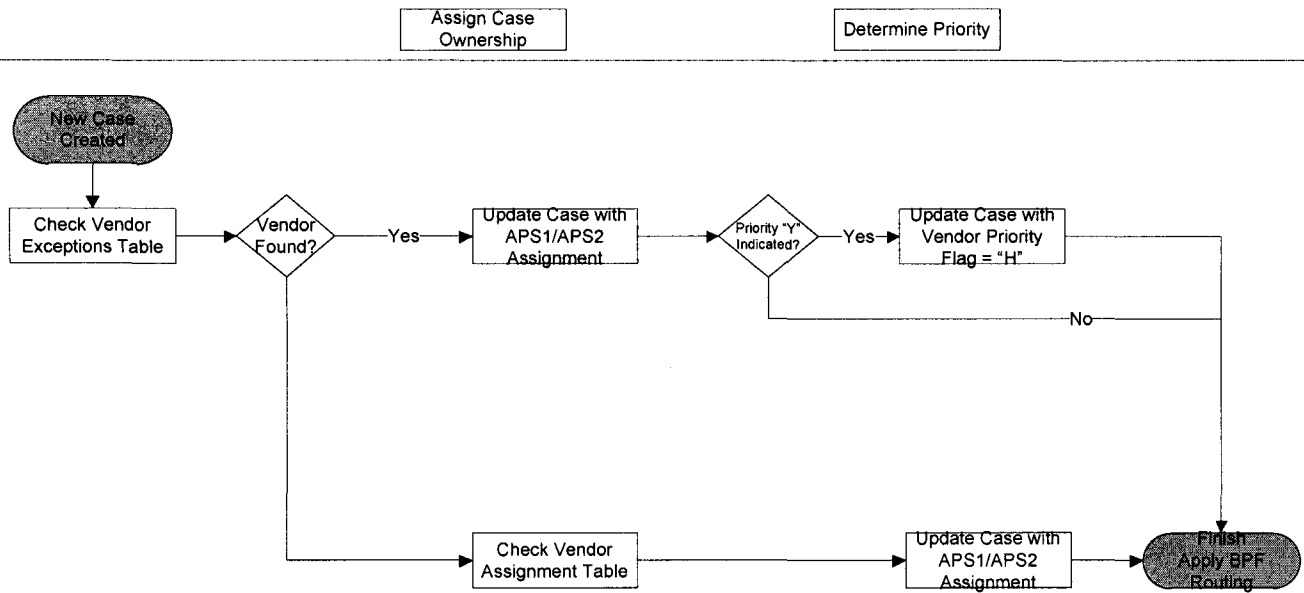 Assign Case
Ownership
Determine Priority
New Case
Created
Check Vendor
Exceptions Table
Vendor
Found?
Yes
Update Case with
APS1/APS2
Assignment
Priority “Y”
Indicated?
Yes
Update Case with
Vendor Priority
Flag = “H”
No
Check Vendor
Assignment Table
Update Case with
APS1/APS2
Assignment
Finish
Apply BPF
Routing